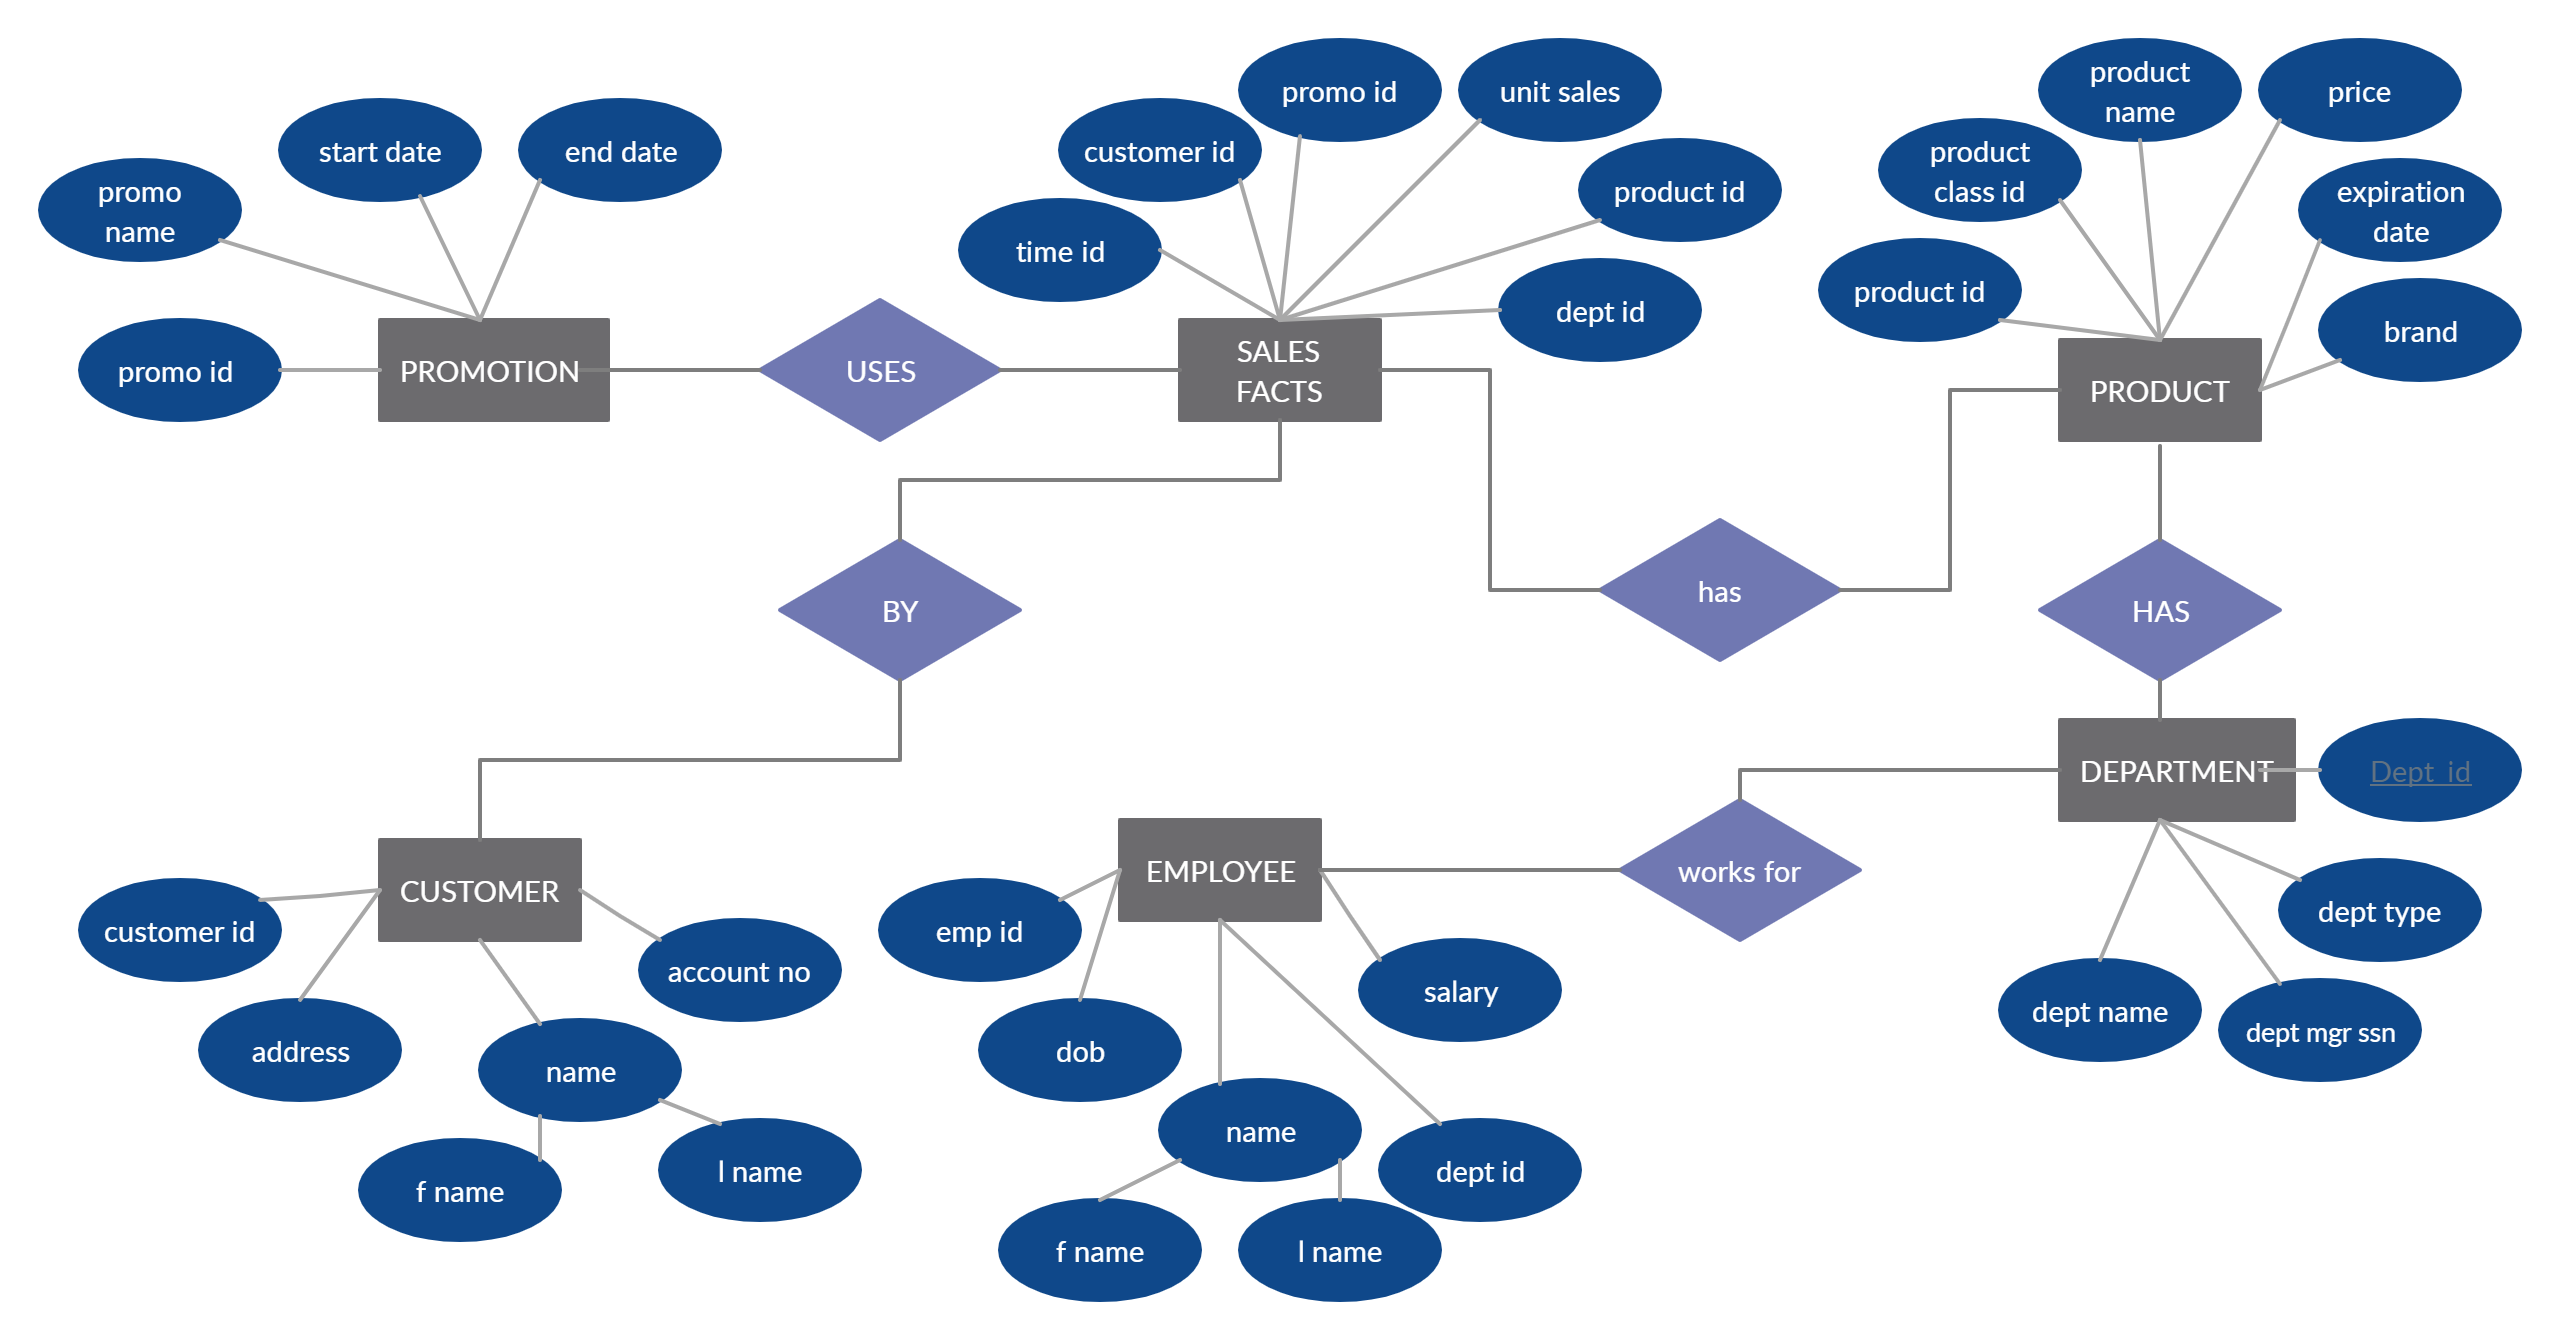 promo id
unit sales
product
name
price
start date
end date
customer id
product
class id
promo
name
product id
expiration
date
time id
dept id
product id
brand
promo id
PROMOTION
USES
SALES
FACTS
PRODUCT
BY
has
HAS
DEPARTMENT
Dept_id
CUSTOMER
EMPLOYEE
works for
customer id
account no
emp id
salary
dept type
address
name
dob
dept name
dept mgr ssn
f name
l name
name
dept id
f name
l name